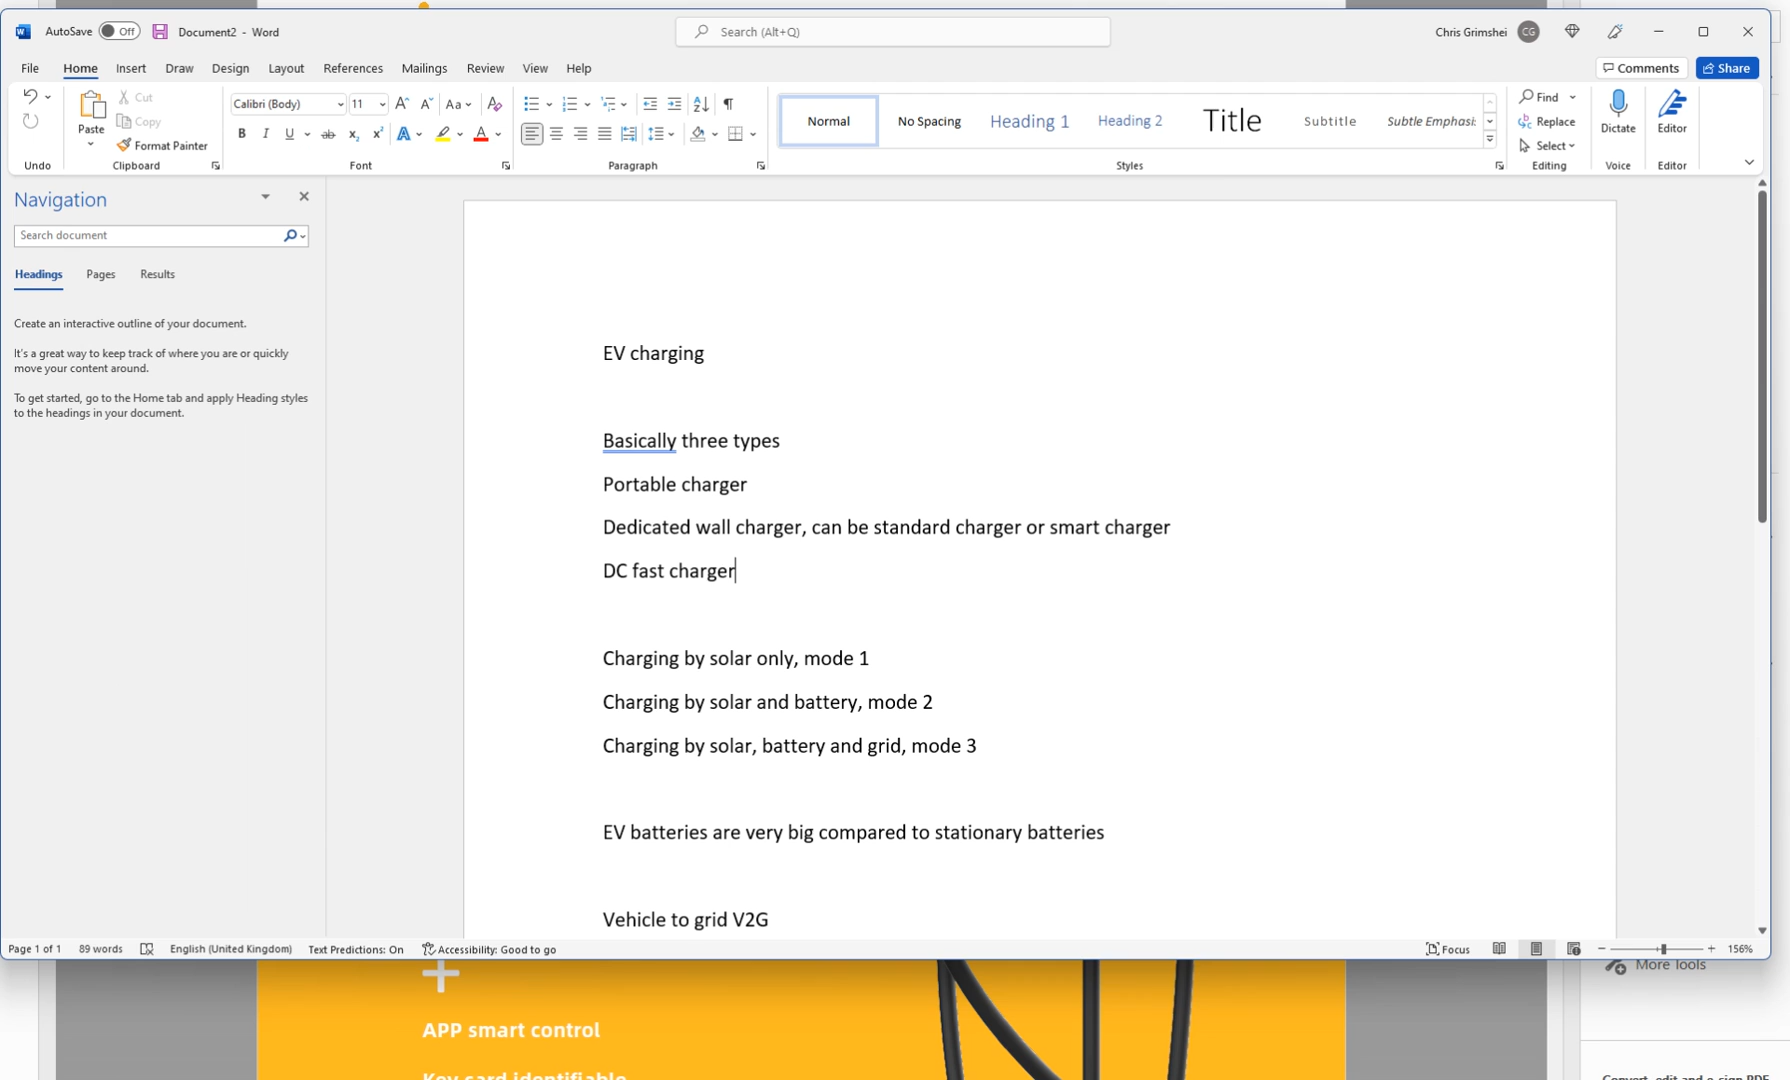 AutoSave Off Document2 - Word
Search (Alt+Q)
Chris Grimshei CG
File Home Insert Draw Design Layout References Mailings Review View Help
Comments Share
Paste
Cut
Copy
Format Painter
Calibri (Body) 11 Aa
B I U ab x₂ x² A A
Normal
No Spacing
Heading 1
Heading 2
Title
Subtitle
Subtle Emphasi:
Find
Replace
Select
Dictate
Editor
Undo Clipboard Font Paragraph Styles Editing Voice Editor
Navigation
Search document
Headings Pages Results
Create an interactive outline of your document.
It's a great way to keep track of where you are or quickly
move your content around.
To get started, go to the Home tab and apply Heading styles
to the headings in your document.
EV charging
Basically three types
Portable charger
Dedicated wall charger, can be standard charger or smart charger
DC fast charger
Charging by solar only, mode 1
Charging by solar and battery, mode 2
Charging by solar, battery and grid, mode 3
EV batteries are very big compared to stationary batteries
Vehicle to grid V2G
Page 1 of 1 89 words English (United Kingdom) Text Predictions: On Accessibility: Good to go
Focus 156%
More Tools
APP smart control
Key card identifiable
Convert, edit and e-sign PDF